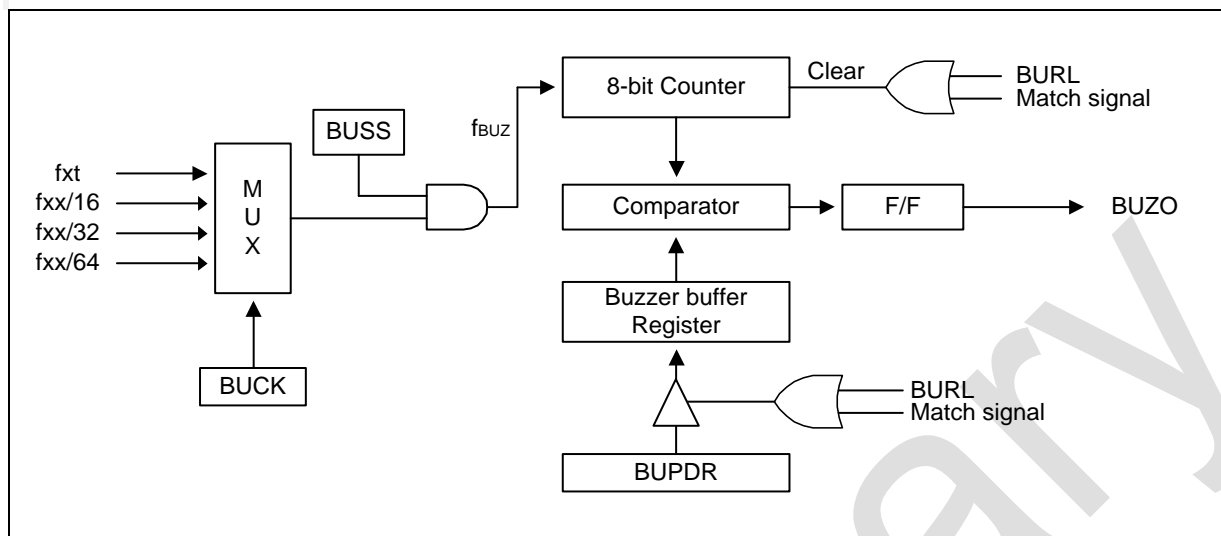 8-bit Counter
Clear
BURL
Match signal
BUSS
fBUZ
fxt
fxx/16
fxx/32
fxx/64
M
U
X
Comparator
F/F
BUZO
Buzzer buffer
Register
BUCK
BURL
Match signal
BUPDR
ary